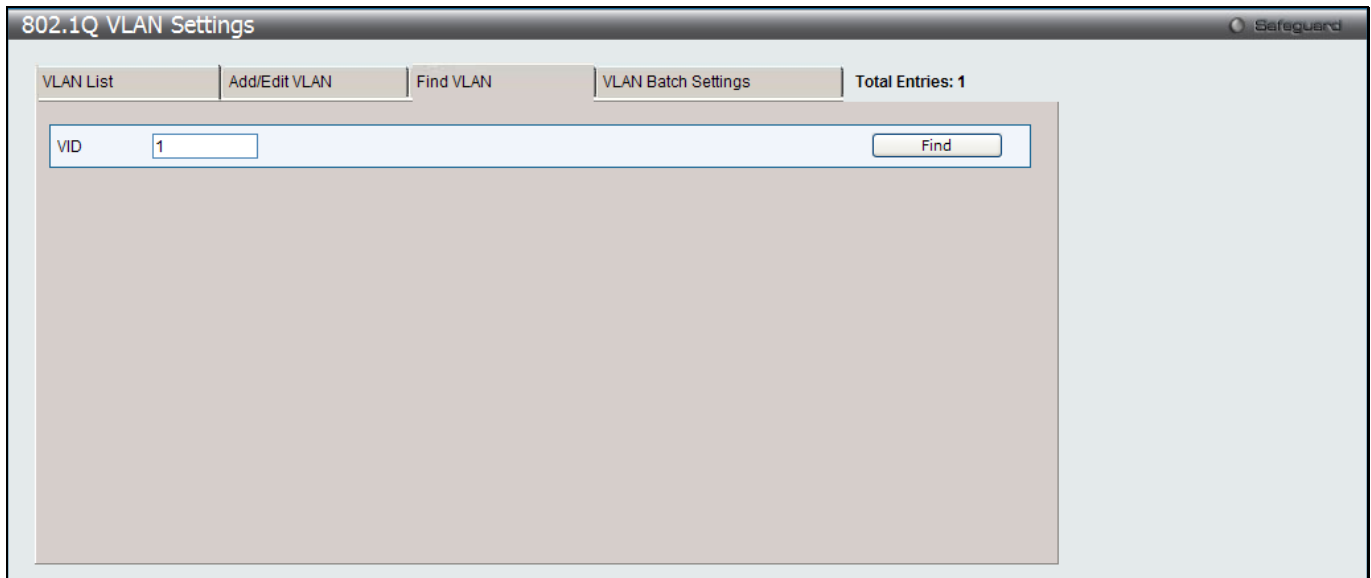 802.1Q VLAN Settings
Safeguard
VLAN List
Add/Edit VLAN
Find VLAN
VLAN Batch Settings
Total Entries: 1
VID
1
Find